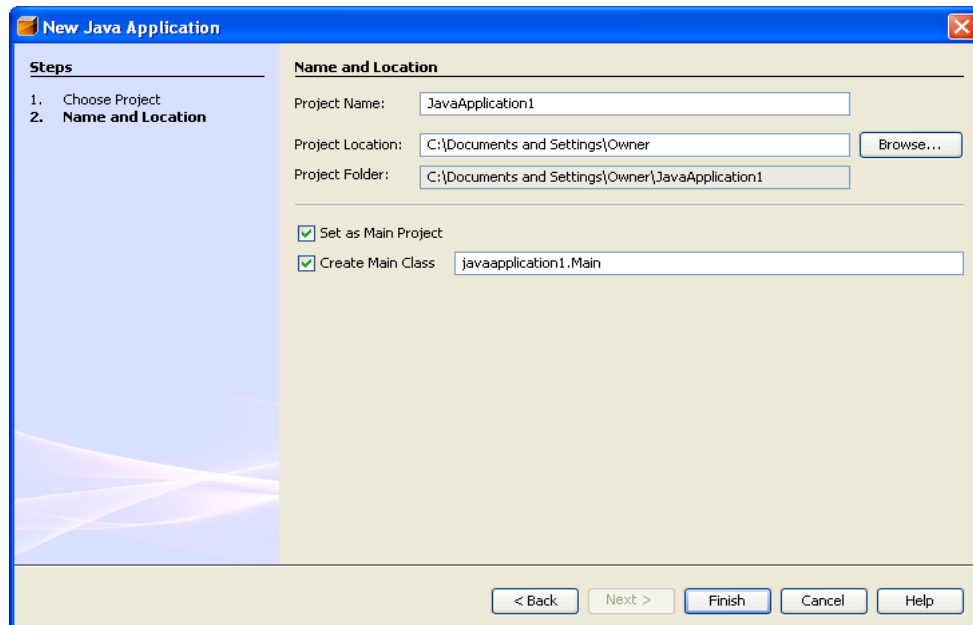 New Java Application
Steps
1. Choose Project
2. Name and Location
Name and Location
Project Name: JavaApplication1
Project Location: C:\Documents and Settings\Owner Browse...
Project Folder: C:\Documents and Settings\Owner\JavaApplication1
Set as Main Project
Create Main Class javaapplication1.Main
< Back Next > Finish Cancel Help